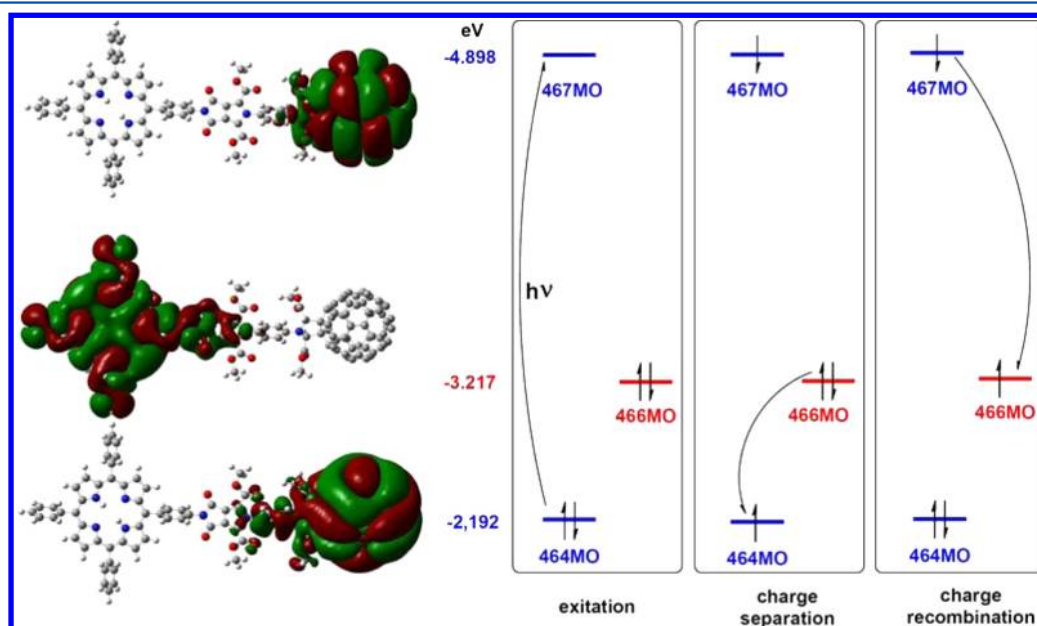 eV
-4.898
467MO
467MO
467MO
hν
-3.217
466MO
466MO
466MO
-2,192
464MO
464MO
464MO
exitation
charge
separation
charge
recombination